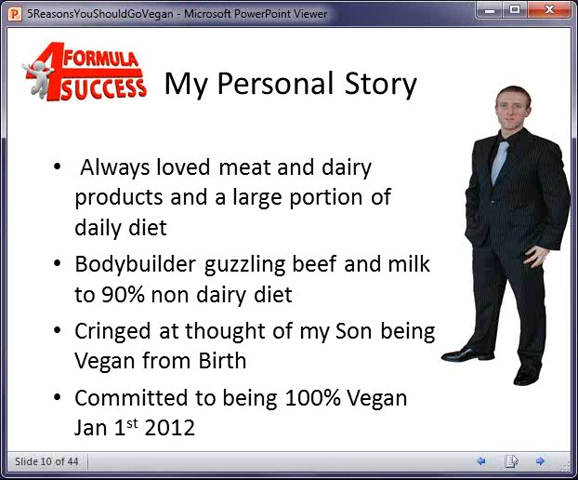 5ReasonsYouShouldGoVegan - Microsoft PowerPoint Viewer
4 FORMULA
SUCCESS
My Personal Story
• Always loved meat and dairy
products and a large portion of
daily diet
• Bodybuilder guzzling beef and milk
to 90% non dairy diet
• Cringed at thought of my Son being
Vegan from Birth
• Committed to being 100% Vegan
Jan 1st 2012
Slide 10 of 44